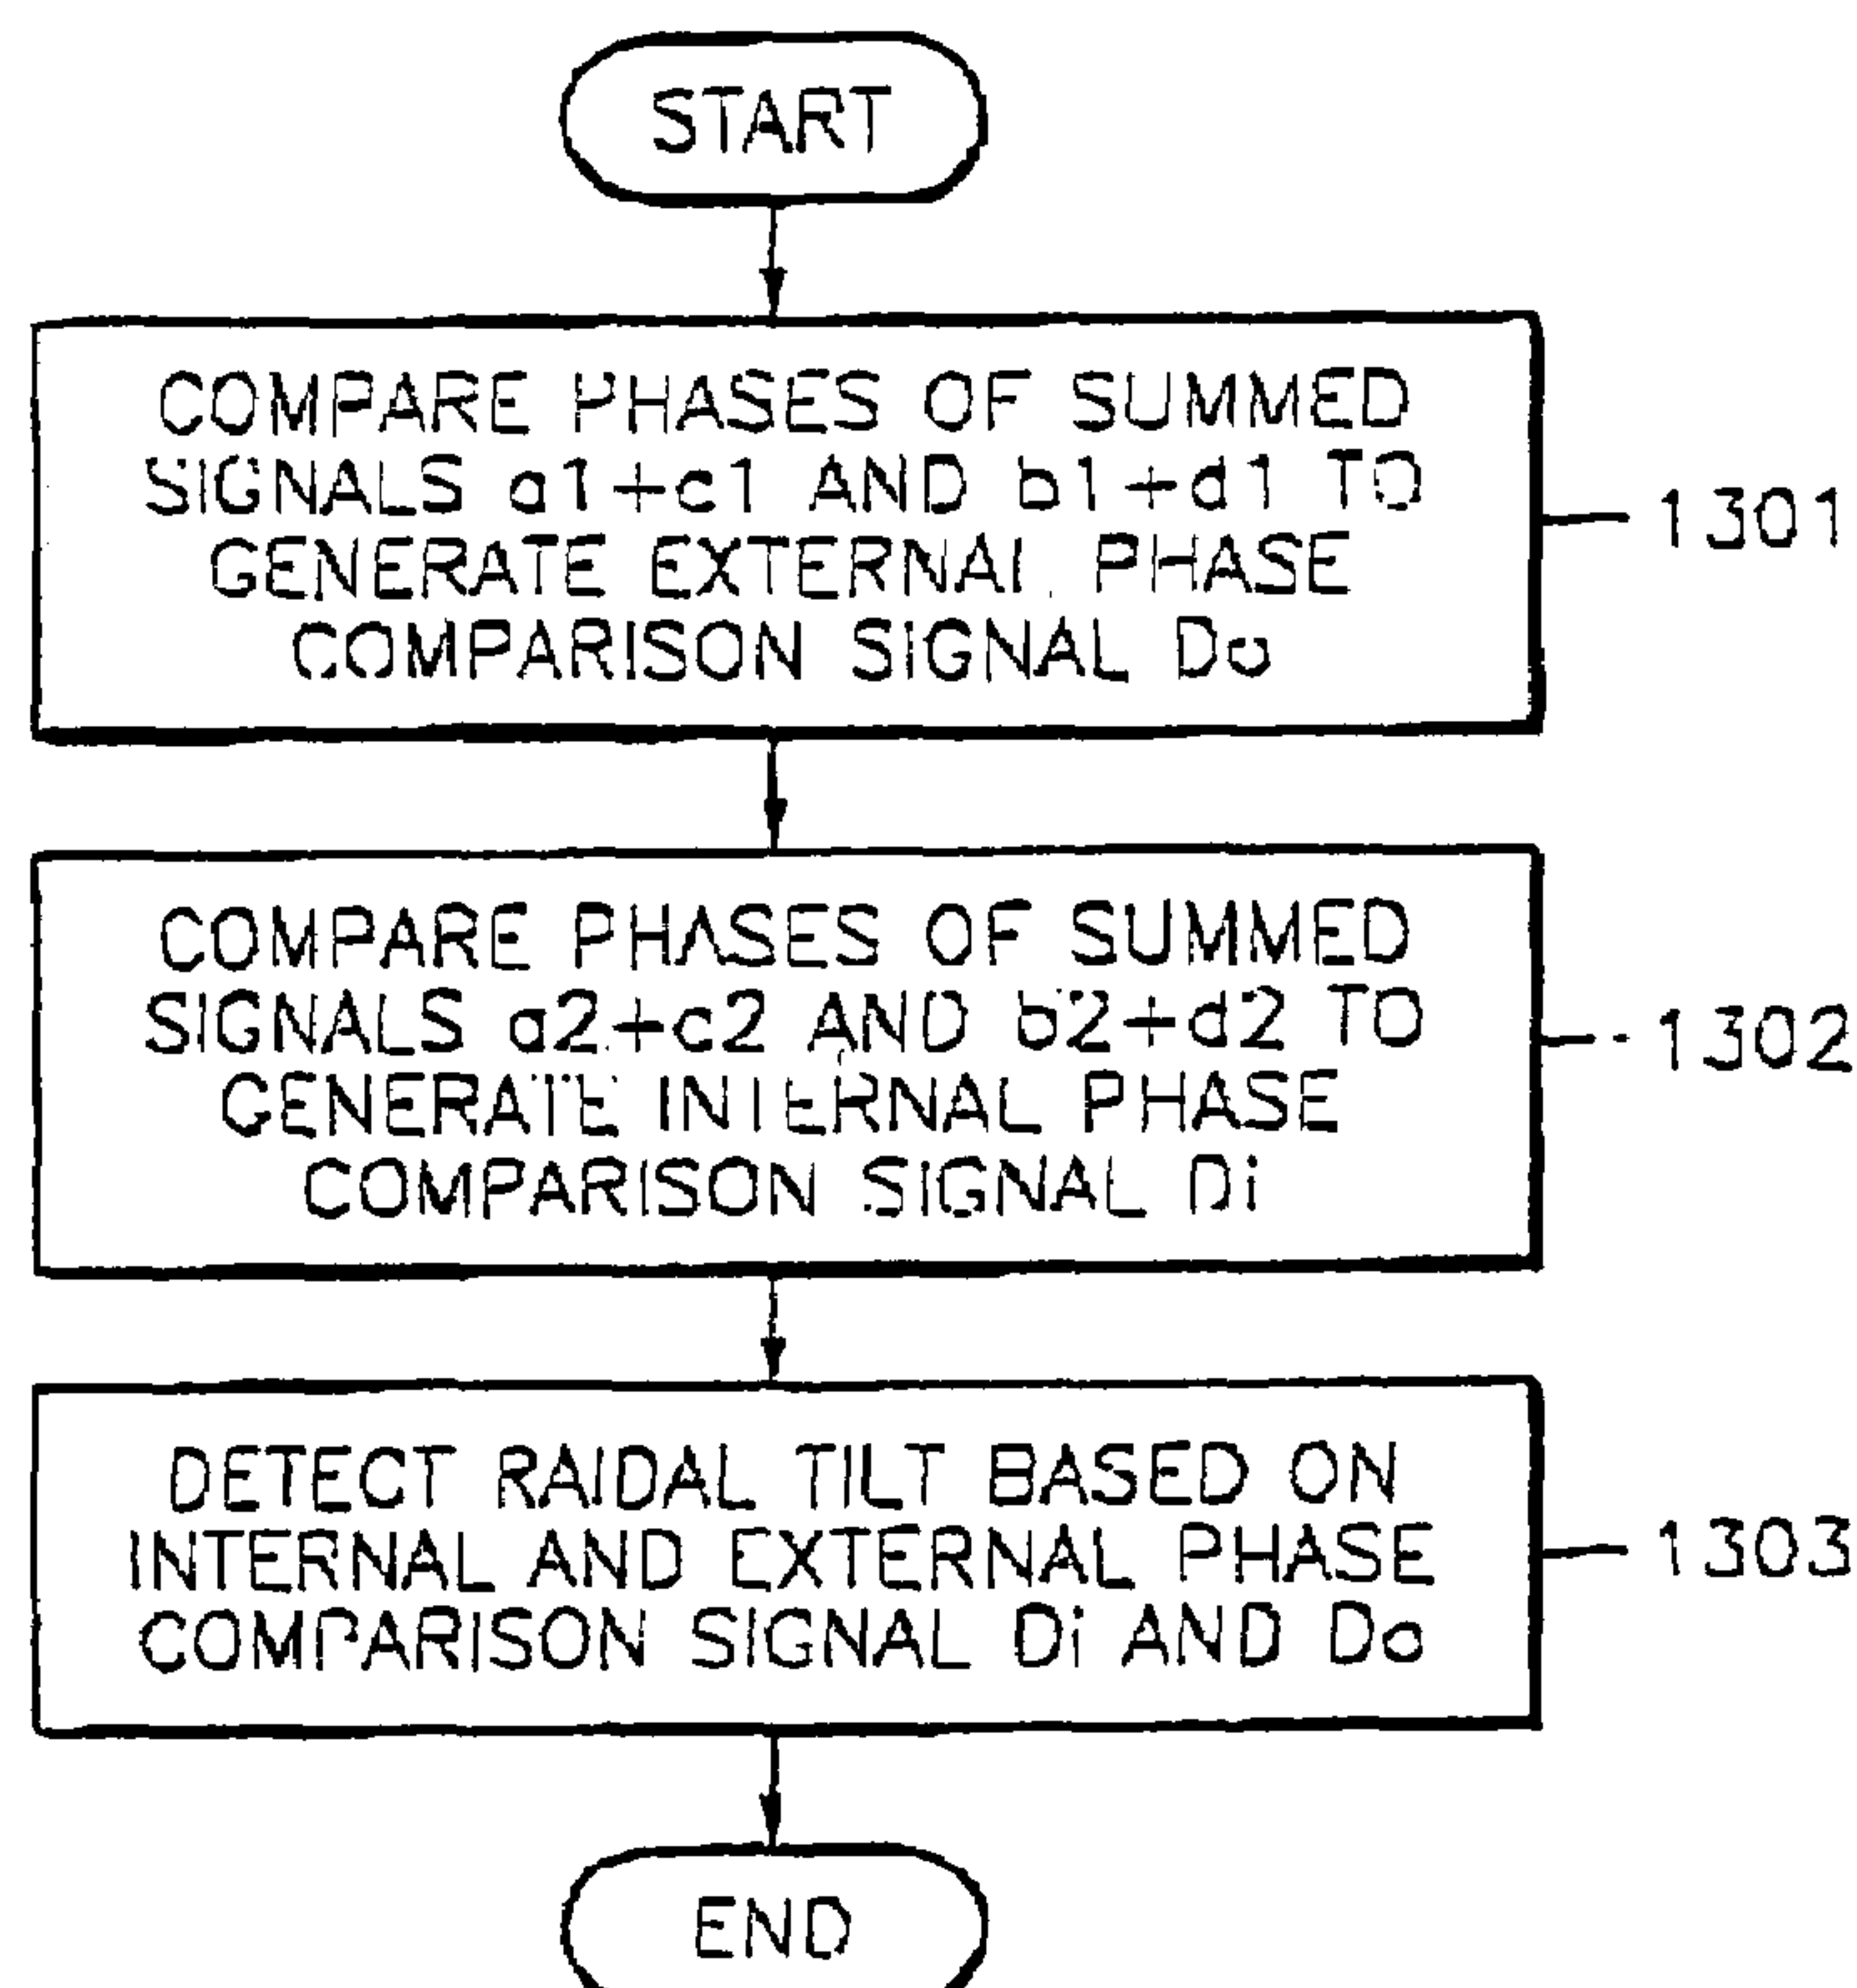 START
COMPARE PHASES OF SUMMED
SIGNALS a1+c1 AND b1+d1 TO
GENERATE EXTERNAL PHASE
COMPARISON SIGNAL Do
1301
COMPARE PHASES OF SUMMED
SIGNALS a2+c2 AND b2+d2 TO
GENERATE INTERNAL PHASE
COMPARISON SIGNAL Di
1302
DETECT RAIDAL TILT BASED ON
INTERNAL AND EXTERNAL PHASE
COMPARISON SIGNAL Di AND Do
1303
END